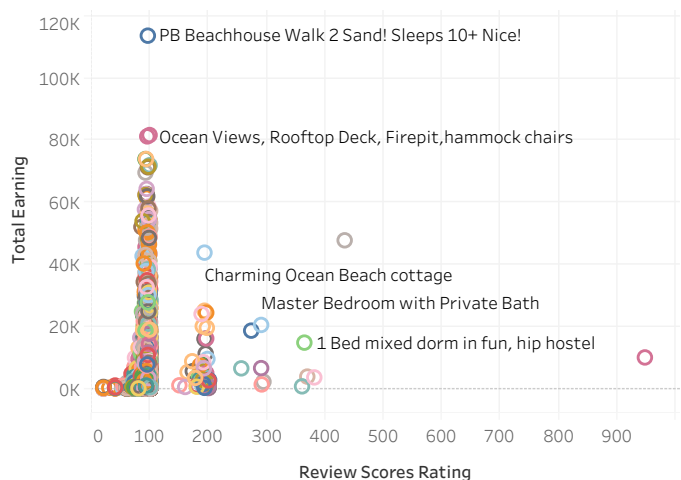 120K
PB Beachhouse Walk 2 Sand! Sleeps 10+ Nice!
100K
80K
Ocean Views, Rooftop Deck, Firepit,hammock chairs
60K
Total Earning
40K
Charming Ocean Beach cottage
Master Bedroom with Private Bath
20K
1 Bed mixed dorm in fun, hip hostel
0K
0 100 200 300 400 500 600 700 800 900
Review Scores Rating